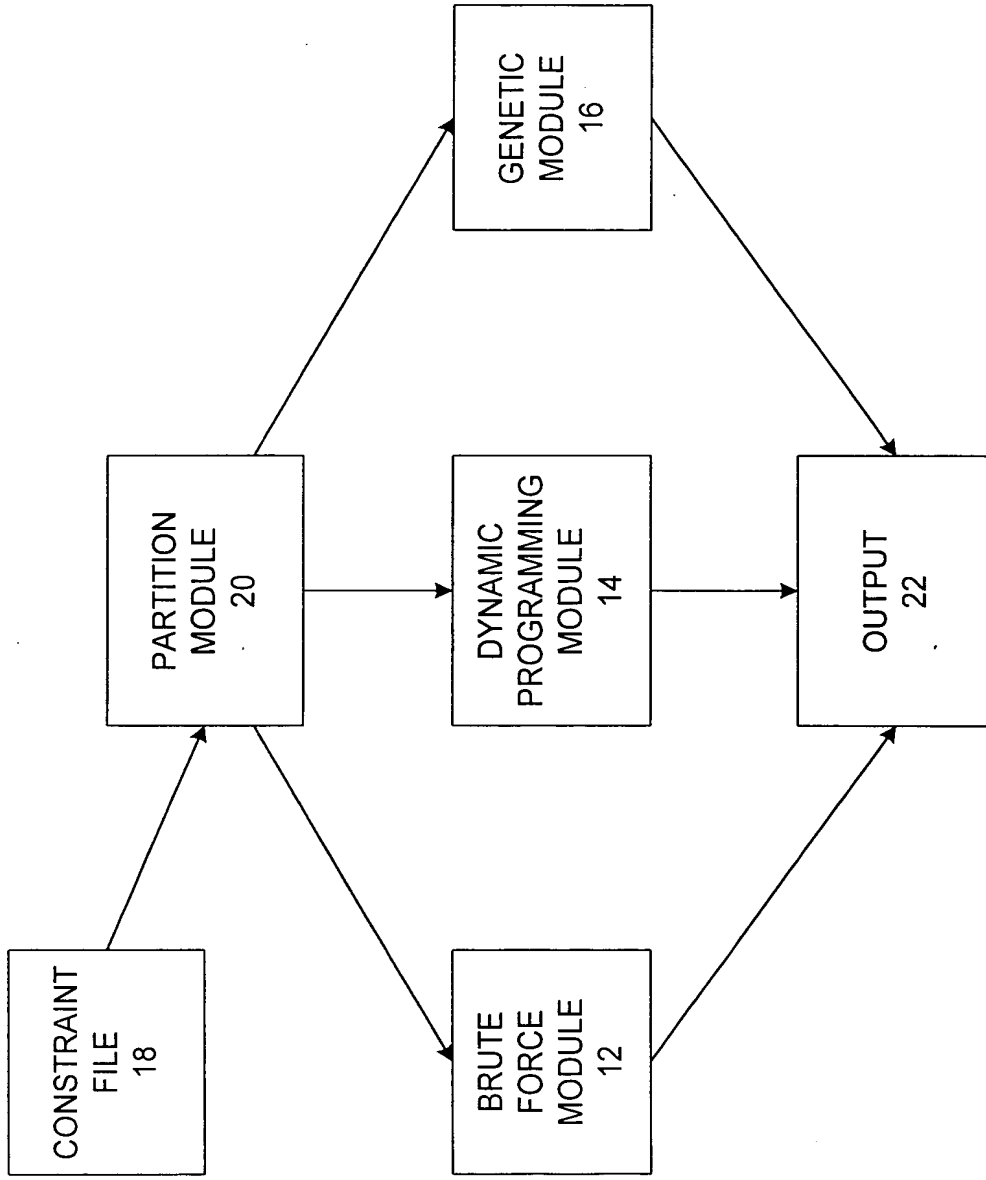 CONSTRAINT
FILE
18
PARTITION
MODULE
20
BRUTE
FORCE
MODULE
12
DYNAMIC
PROGRAMMING
MODULE
14
GENETIC
MODULE
16
OUTPUT
22